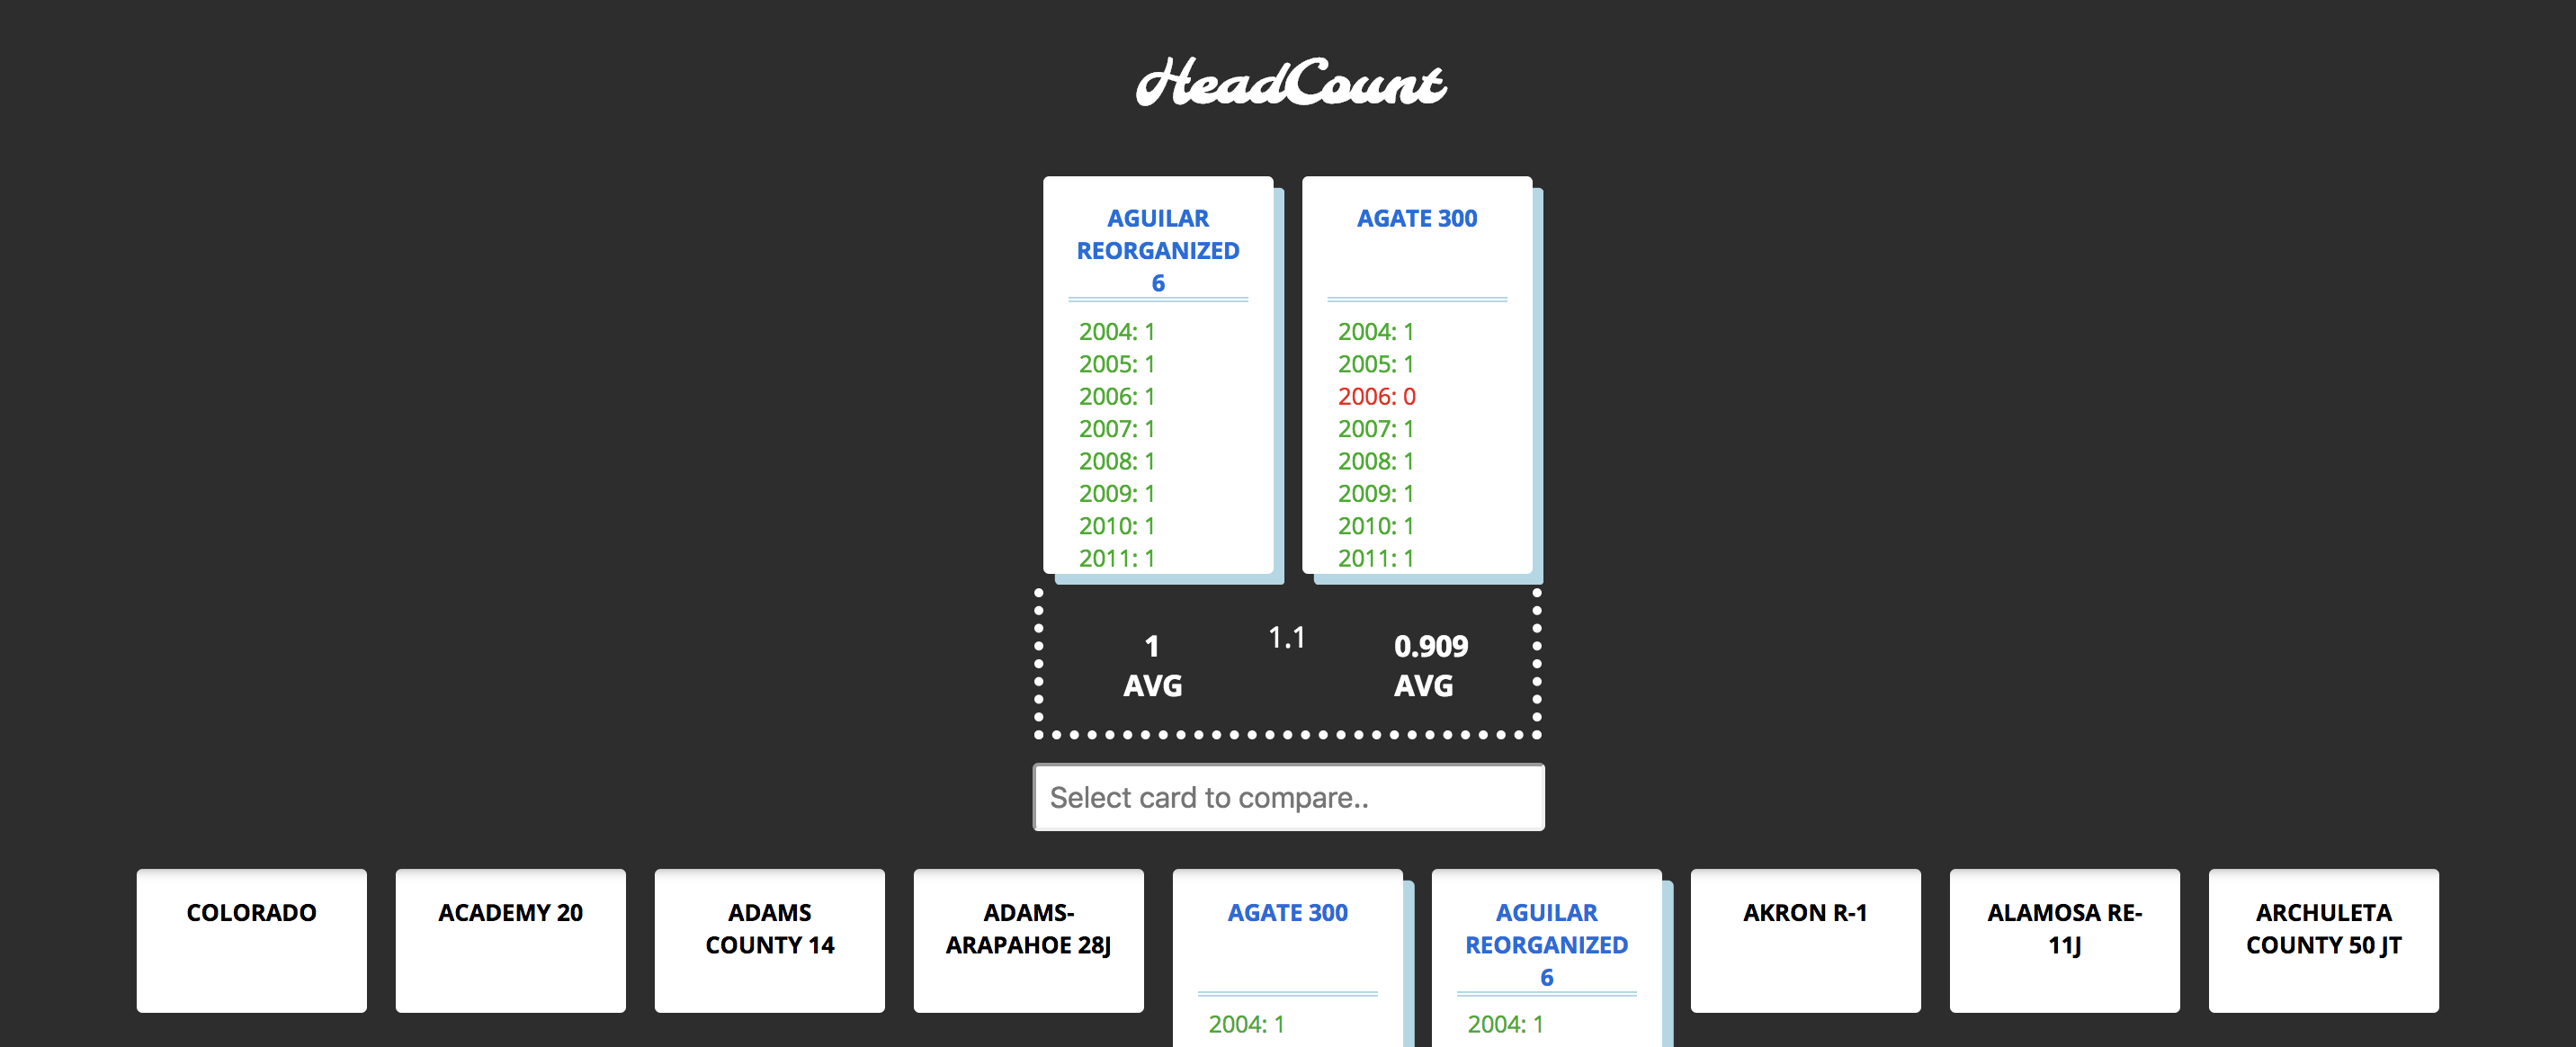 HeadCount
AGUILAR
REORGANIZED
6
2004: 1
2005: 1
2006: 1
2007: 1
2008: 1
2009: 1
2010: 1
2011: 1
AGATE 300
2004: 1
2005: 1
2006: 0
2007: 1
2008: 1
2009: 1
2010: 1
2011: 1
1
AVG
1.1
0.909
AVG
Select card to compare..
COLORADO
ACADEMY 20
ADAMS
COUNTY 14
ADAMS-
ARAPAHOE 28J
AGATE 300
2004: 1
AGUILAR
REORGANIZED
6
2004: 1
AKRON R-1
ALAMOSA RE-
11J
ARCHULETA
COUNTY 50 JT